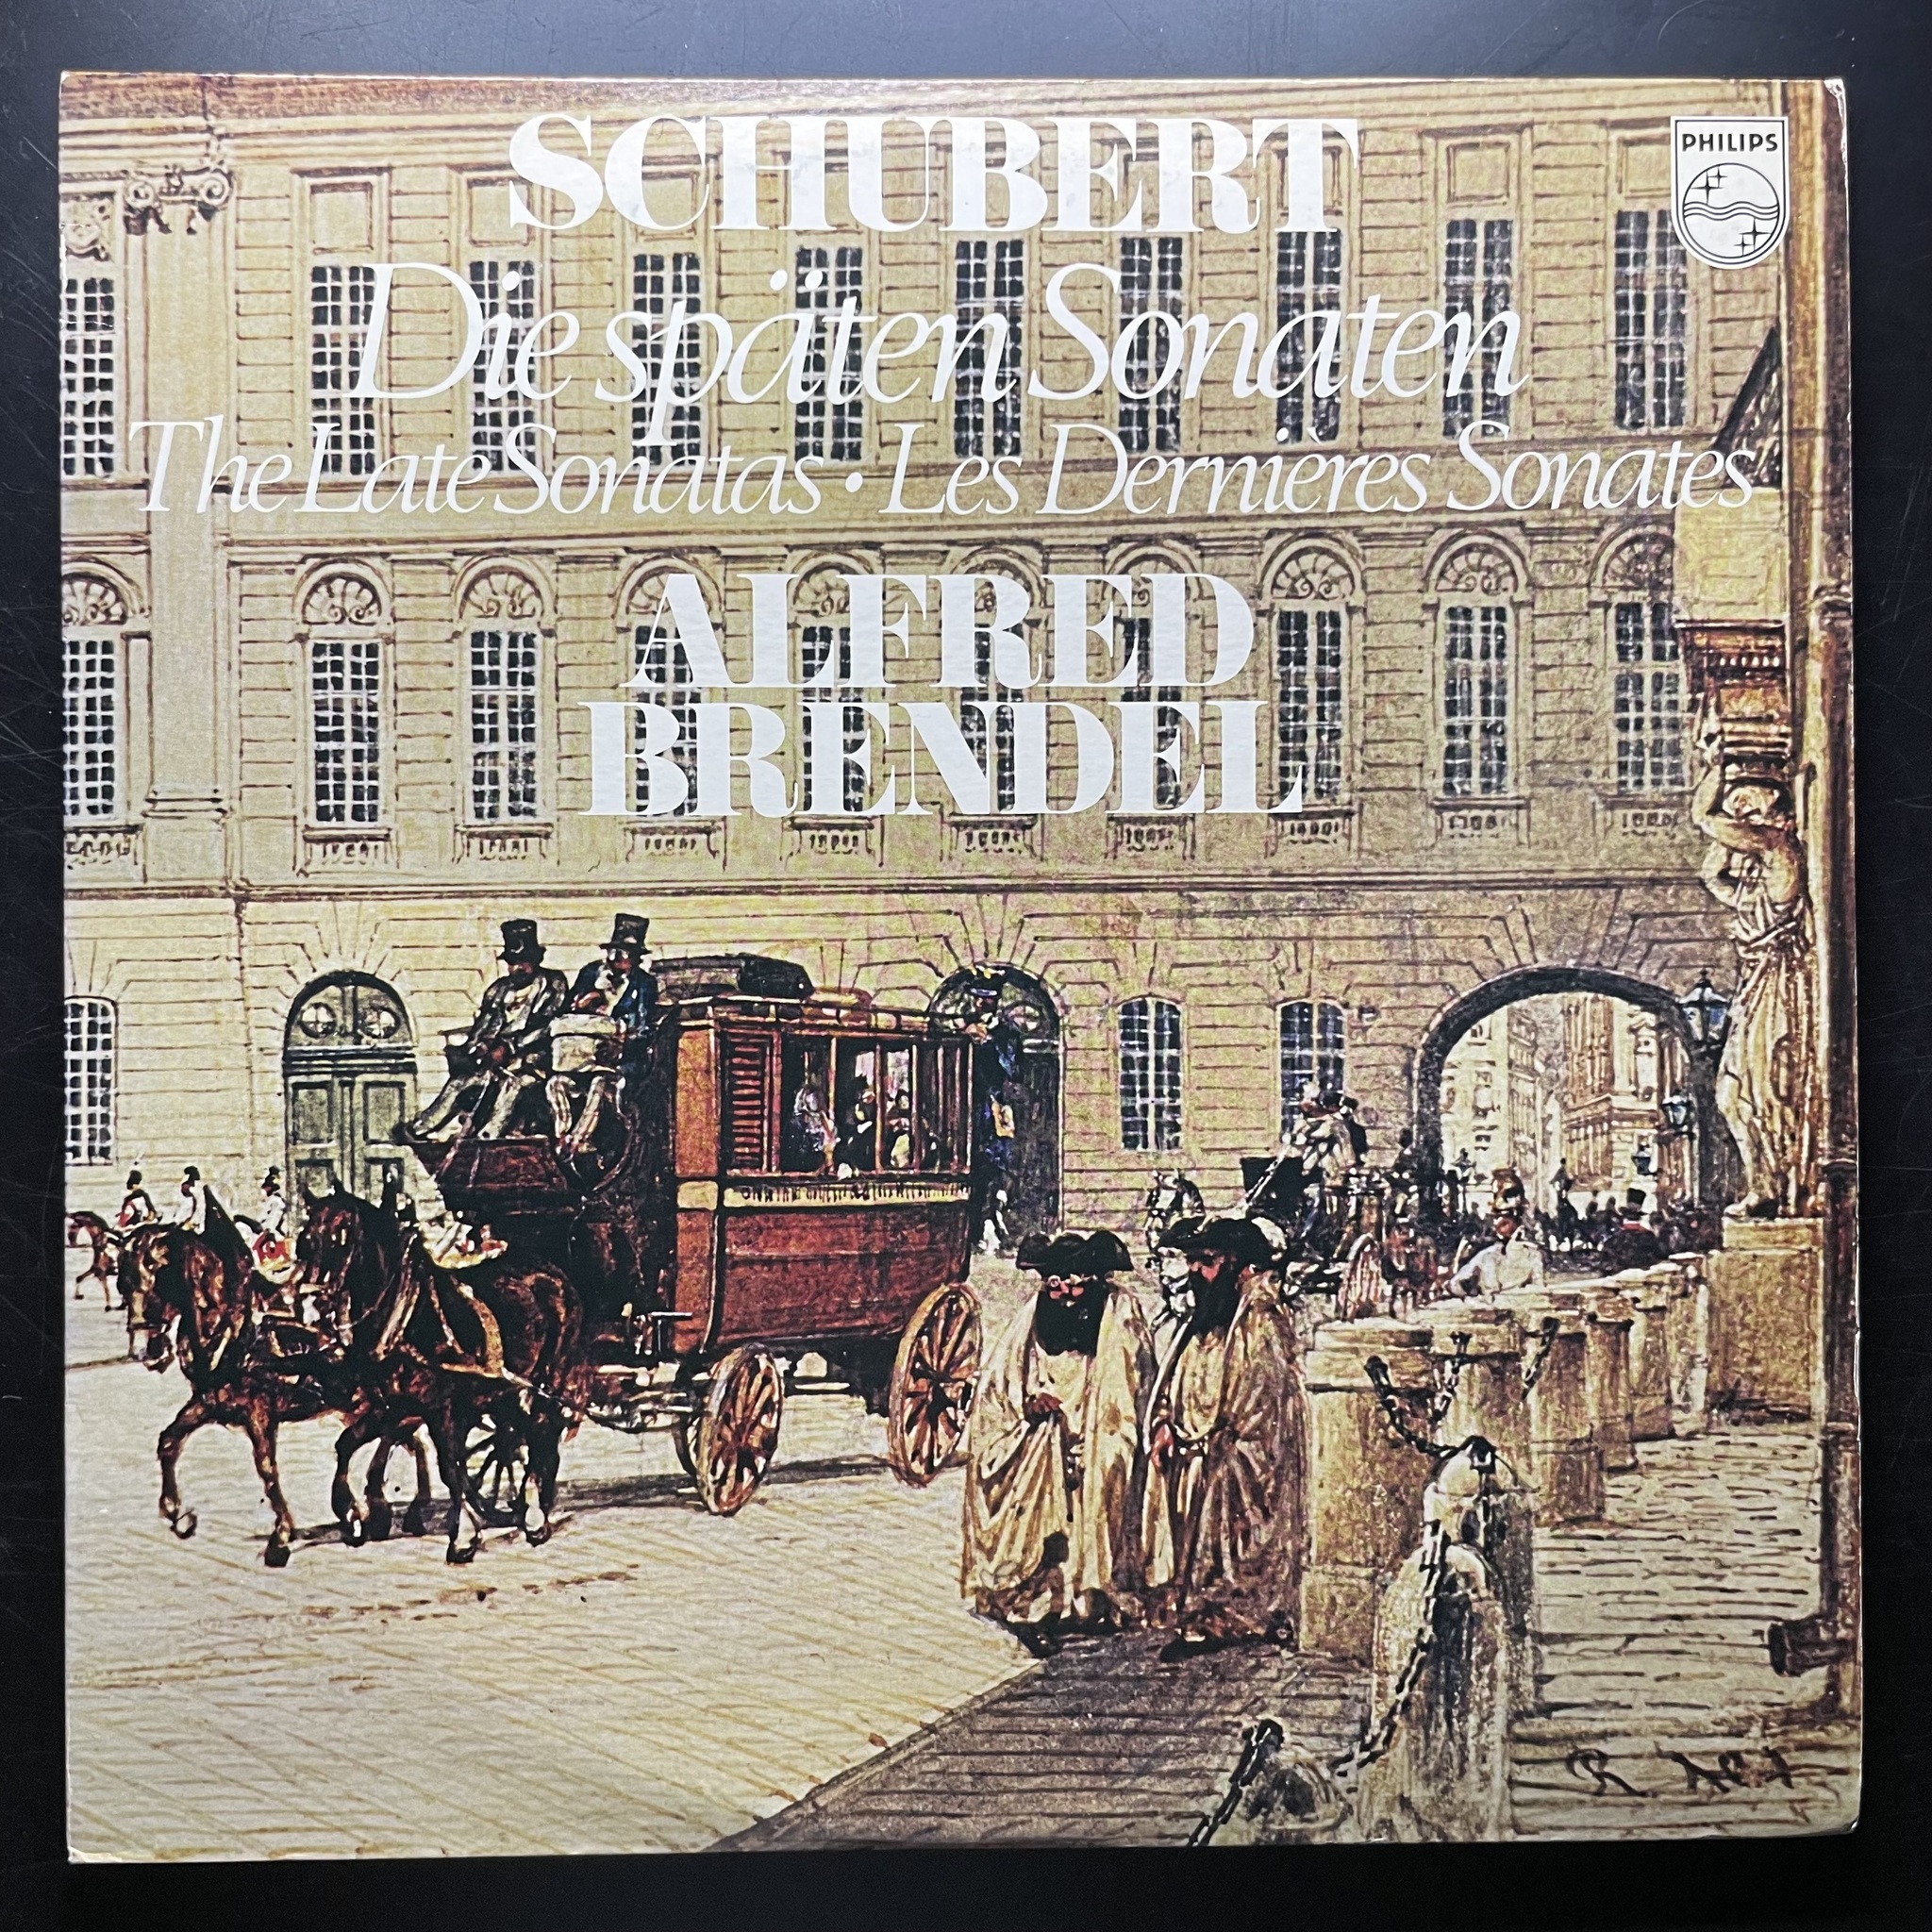 SCHUBERT
PHILIPS
Die späten Sonaten
The Late Sonatas · Les Dernières Sonates
ALFRED
BRENDEL